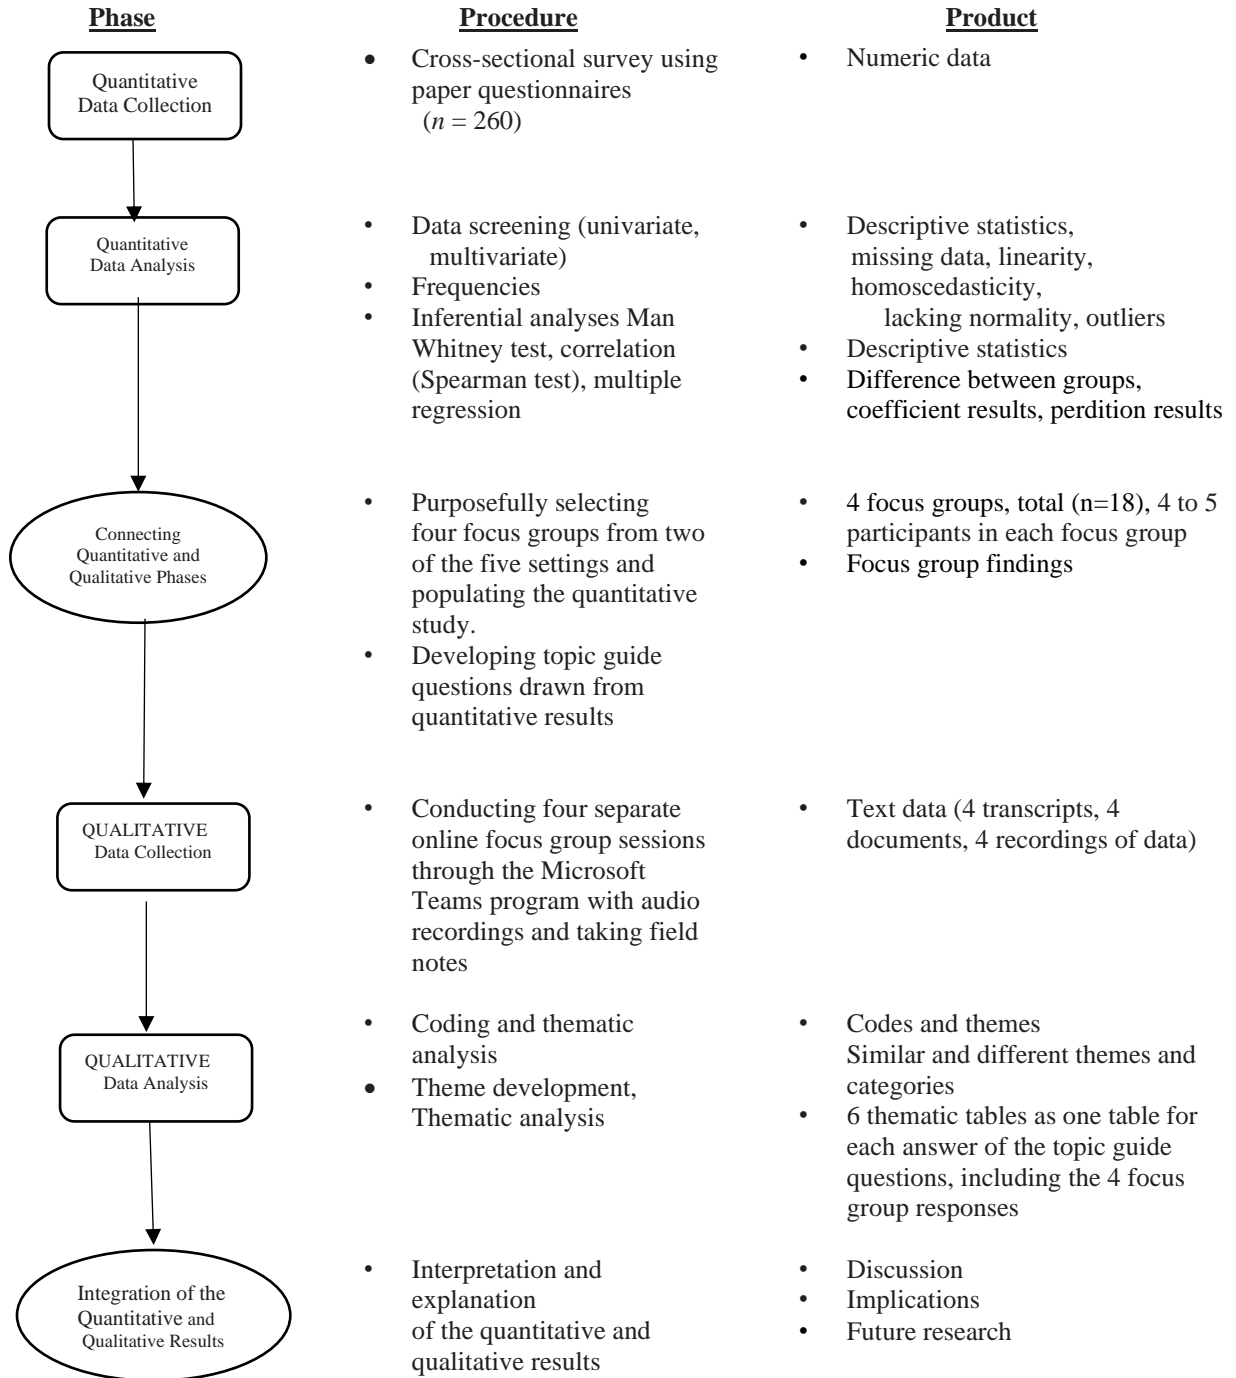 Phase
Procedure
Product
Quantitative
Data Collection
• Cross-sectional survey using
paper questionnaires
(n = 260)
• Numeric data
Quantitative
Data Analysis
• Data screening (univariate,
multivariate)
• Frequencies
• Inferential analyses Man
Whitney test, correlation
(Spearman test), multiple
regression
• Descriptive statistics,
missing data, linearity,
homoscedasticity,
lacking normality, outliers
• Descriptive statistics
• Difference between groups,
coefficient results, perdition results
Connecting
Quantitative and
Qualitative Phases
• Purposefully selecting
four focus groups from two
of the five settings and
populating the quantitative
study.
• Developing topic guide
questions drawn from
quantitative results
• 4 focus groups, total (n=18), 4 to 5
participants in each focus group
• Focus group findings
QUALITATIVE
Data Collection
• Conducting four separate
online focus group sessions
through the Microsoft
Teams program with audio
recordings and taking field
notes
• Text data (4 transcripts, 4
documents, 4 recordings of data)
QUALITATIVE
Data Analysis
• Coding and thematic
analysis
• Theme development,
Thematic analysis
• Codes and themes
Similar and different themes and
categories
• 6 thematic tables as one table for
each answer of the topic guide
questions, including the 4 focus
group responses
Integration of the
Quantitative and
Qualitative Results
• Interpretation and
explanation
of the quantitative and
qualitative results
• Discussion
• Implications
• Future research